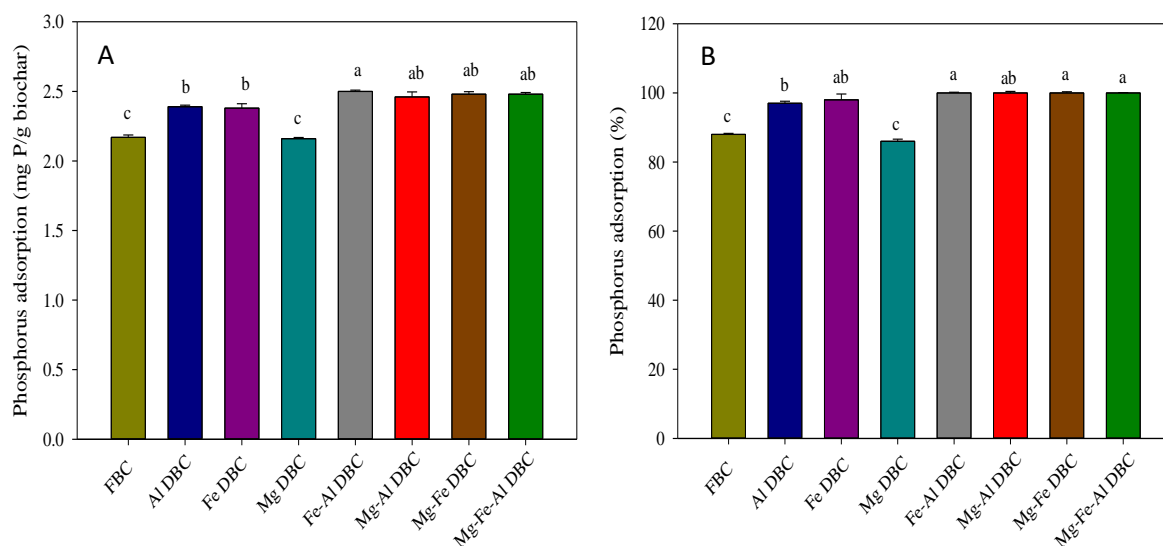 A
Phosphorus adsorption (mg P/g biochar)
3.0
2.5
2.0
1.5
1.0
0.5
0.0
c
b
b
c
a
ab
ab
ab
FBC
Al DBC
Fe DBC
Mg DBC
Fe-Al DBC
Mg-Al DBC
Mg-Fe DBC
Mg-Fe-Al DBC
B
Phosphorus adsorption (%)
120
100
80
60
40
20
0
c
b
ab
c
a
ab
a
a
FBC
Al DBC
Fe DBC
Mg DBC
Fe-Al DBC
Mg-Al DBC
Mg-Fe DBC
Mg-Fe-Al DBC